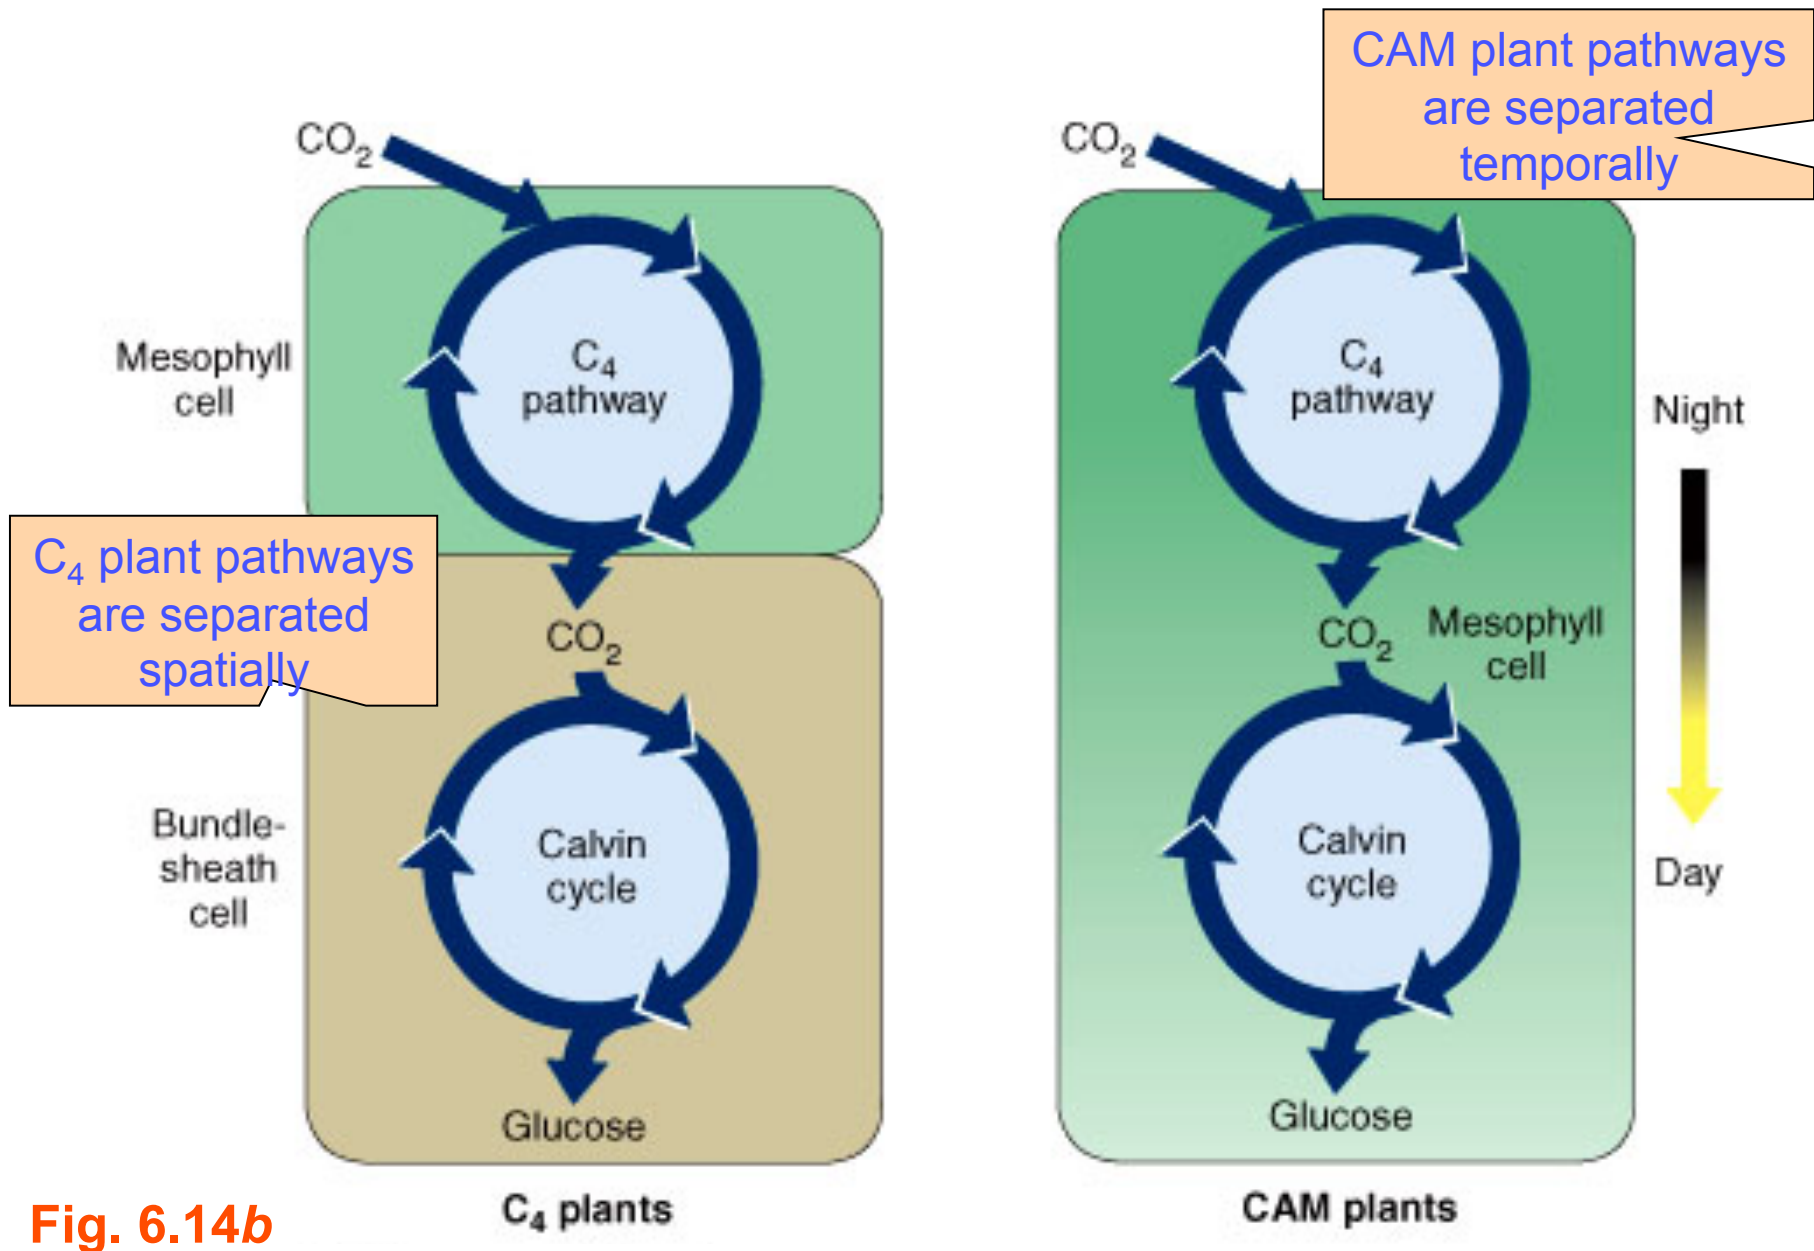 CAM plant pathways
are separated
temporally
CO₂
Mesophyll
cell
C₄
pathway
C₄ plant pathways
are separated
spatially
CO₂
Bundle-
sheath
cell
Calvin
cycle
Glucose
C₄ plants
CO₂
C₄
pathway
Night
CO₂
Mesophyll
cell
Calvin
cycle
Day
Glucose
CAM plants
Fig. 6.14b